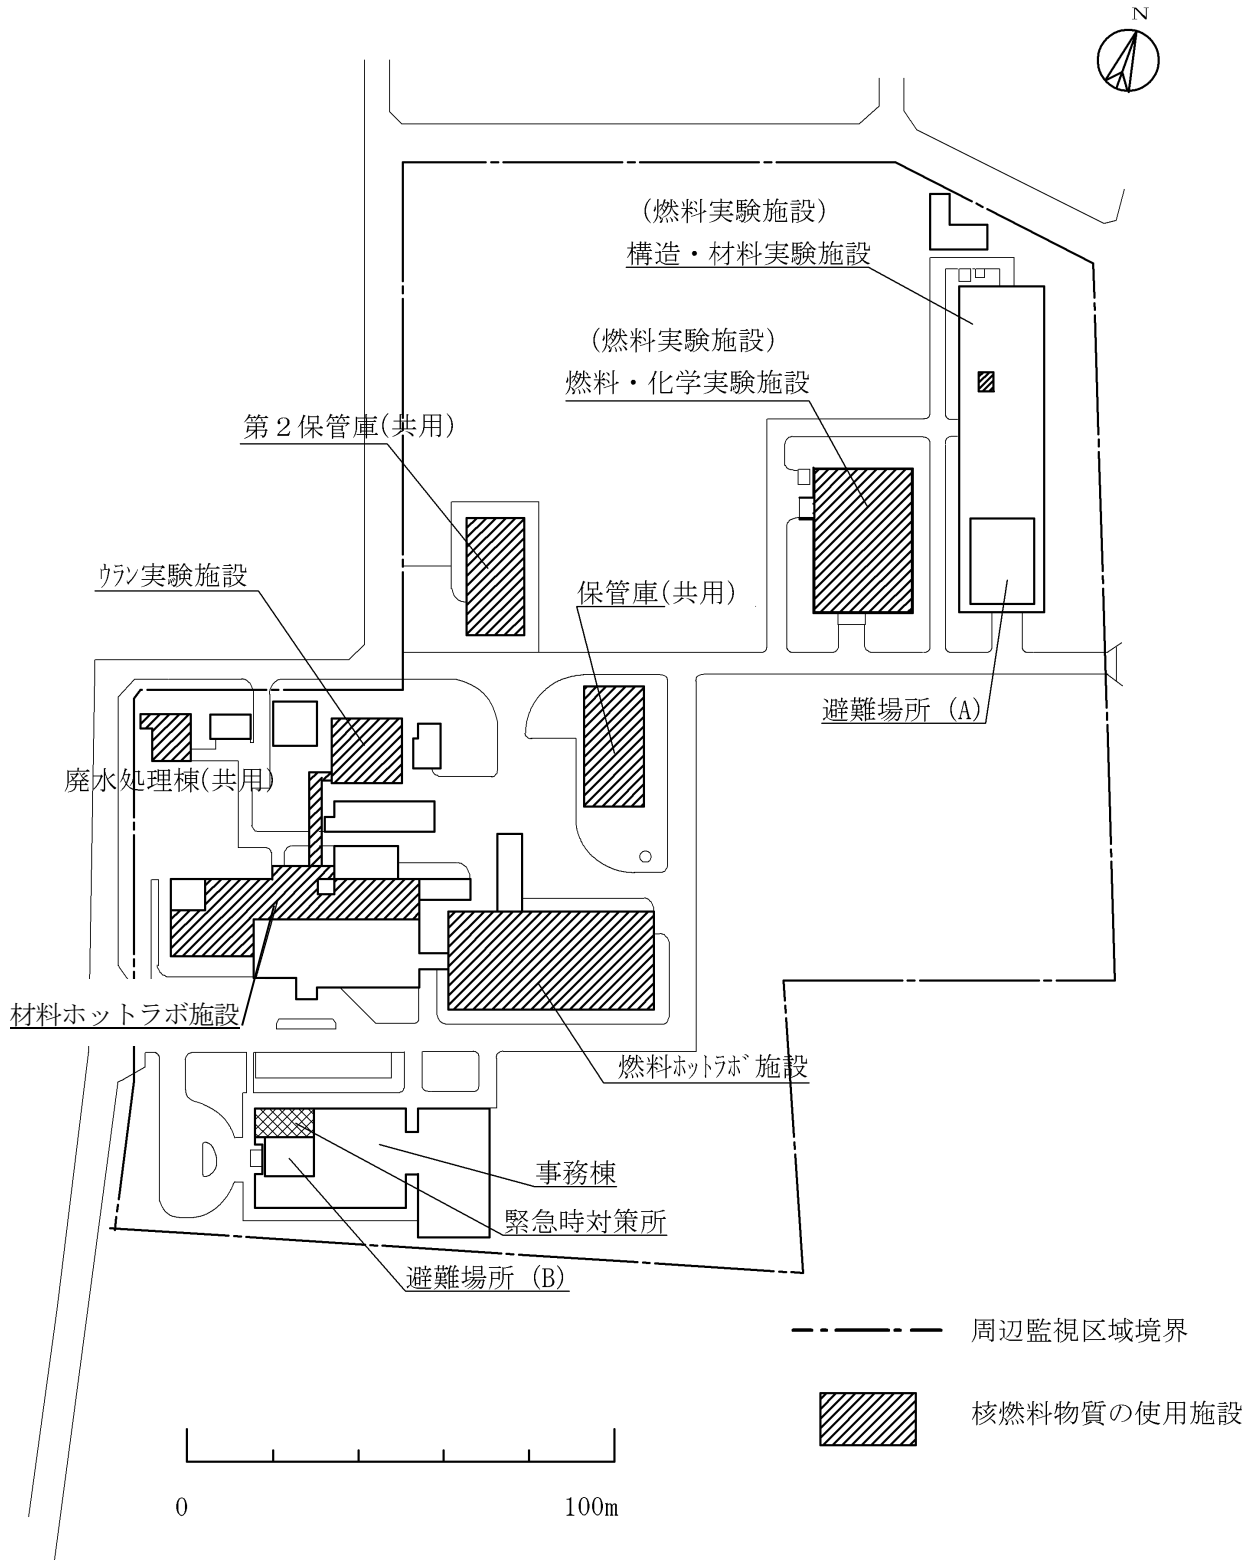 N
(燃料実験施設)
構造・材料実験施設
(燃料実験施設)
燃料・化学実験施設
第２保管庫(共用)
ｳﾗﾝ実験施設
保管庫(共用)
避難場所 (A)
廃水処理棟(共用)
材料ホットラボ施設
燃料ﾎｯﾄﾗﾎﾞ施設
事務棟
緊急時対策所
避難場所 (B)
周辺監視区域境界
核燃料物質の使用施設
0
100m